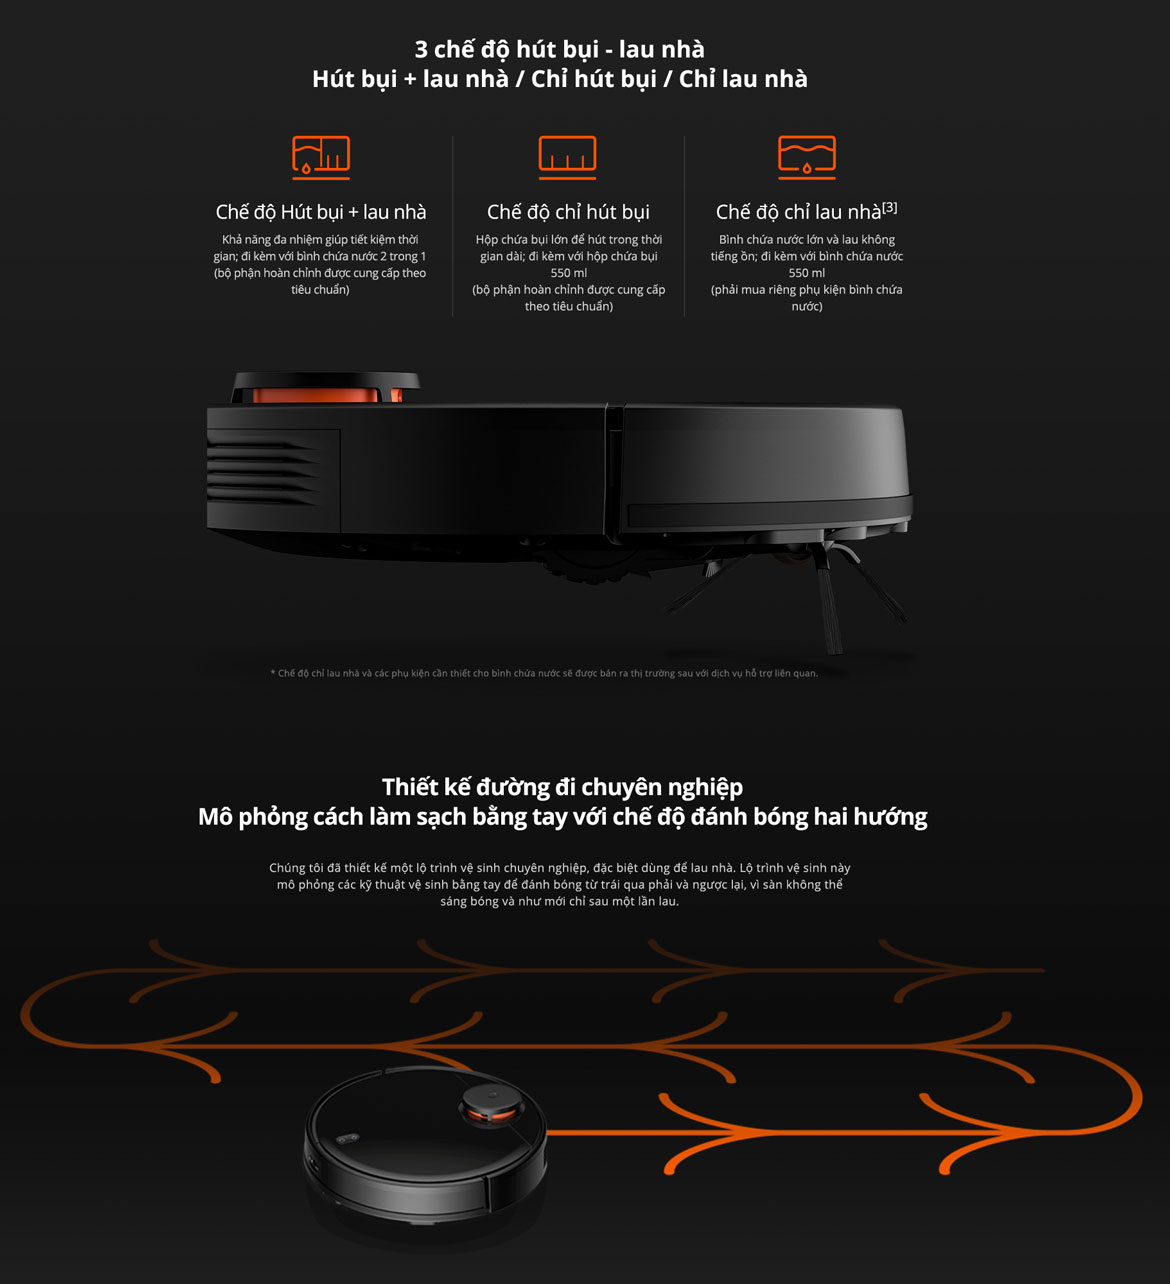 3 chế độ hút bụi - lau nhà
Hút bụi + lau nhà / Chỉ hút bụi / Chỉ lau nhà
Chế độ Hút bụi + lau nhà
Khả năng đa nhiệm giúp tiết kiệm thời
gian; đi kèm với bình chứa nước 2 trong 1
(bộ phận hoàn chỉnh được cung cấp theo
tiêu chuẩn)
Chế độ chỉ hút bụi
Hộp chứa bụi lớn để hút trong thời
gian dài; đi kèm với hộp chứa bụi
550 ml
(bộ phận hoàn chỉnh được cung cấp
theo tiêu chuẩn)
Chế độ chỉ lau nhà[3]
Bình chứa nước lớn và lau không
tiếng ồn; đi kèm với bình chứa nước
550 ml
(phải mua riêng phụ kiện bình chứa
nước)
* Chế độ chỉ lau nhà và các phụ kiện cần thiết cho bình chứa nước sẽ được bán ra thị trường sau với dịch vụ hỗ trợ liên quan.
Thiết kế đường đi chuyên nghiệp
Mô phỏng cách làm sạch bằng tay với chế độ đánh bóng hai hướng
Chúng tôi đã thiết kế một lộ trình vệ sinh chuyên nghiệp, đặc biệt dùng để lau nhà. Lộ trình vệ sinh này
mô phỏng các kỹ thuật vệ sinh bằng tay để đánh bóng từ trái qua phải và ngược lại, vì sàn không thể
sáng bóng và như mới chỉ sau một lần lau.